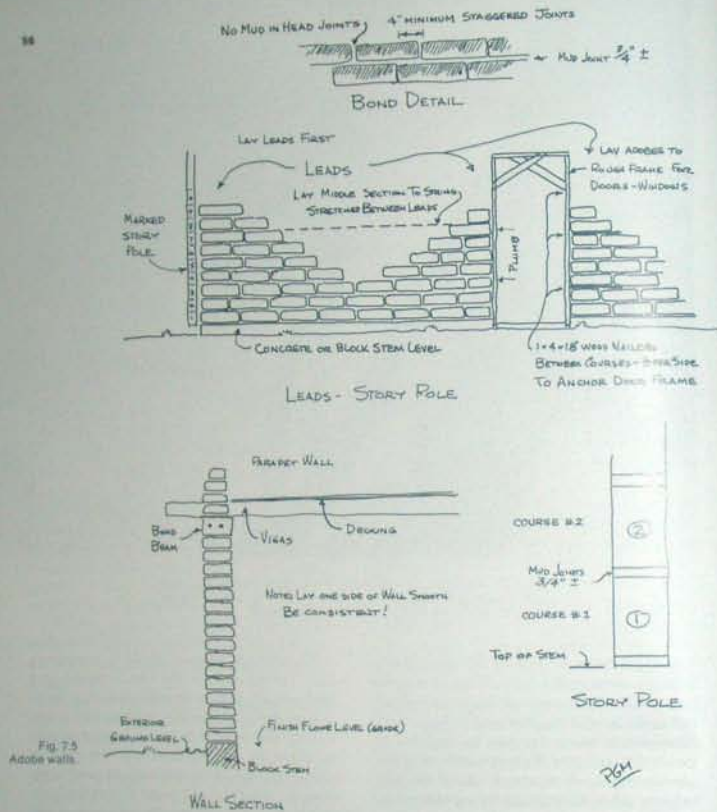 98
NO MUD IN HEAD JOINTS
4" MINIMUM STAGGERED JOINTS
MUD JOINT 3/4" ±
BOND DETAIL
LAY LEADS FIRST
LEADS
LAY MIDDLE SECTION TO STRING
STRETCHED BETWEEN LEADS
LAY ADOBES TO
ROUGH FRAME FOR
DOORS - WINDOWS
MARKED
STORY
POLE
PLUMB
CONCRETE OR BLOCK STEM LEVEL
1×4×18" WOOD NAILERS
BETWEEN COURSES - SIDE
TO ANCHOR DOOR FRAME
LEADS - STORY POLE
PARAPET WALL
BOND
BEAM
VIGAS
DECKING
NOTE: LAY ONE SIDE OF WALL SMOOTH
BE CONSISTENT!
EXTERIOR
GROUND LEVEL
FINISH FLOOR LEVEL (GRADE)
BLOCK STEM
WALL SECTION
COURSE #2
2
MUD JOINTS
3/4" ±
COURSE #1
1
TOP OF STEM
STORY POLE
PGM
Fig. 7.5
Adobe walls.